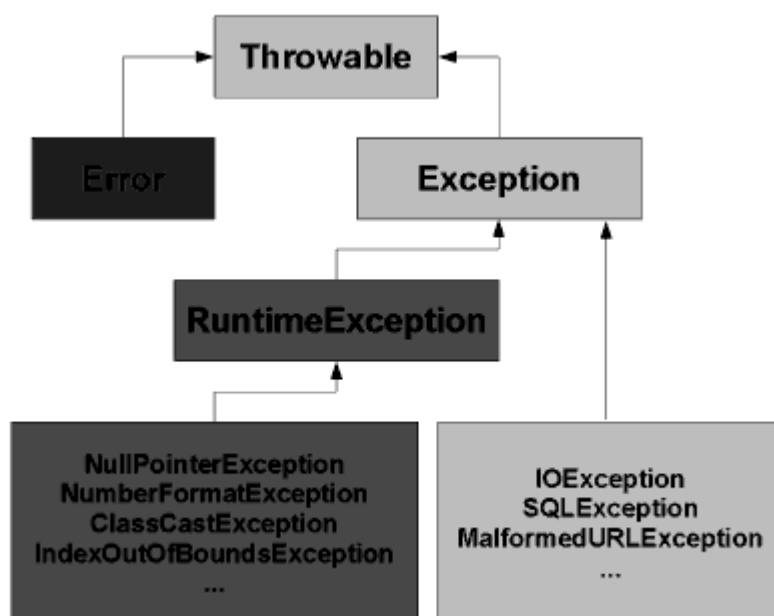 Throwable
Error
Exception
RuntimeException
NullPointerException
NumberFormatException
ClassCastException
IndexOutOfBoundsException
...
IOException
SQLException
MalformedURLException
...